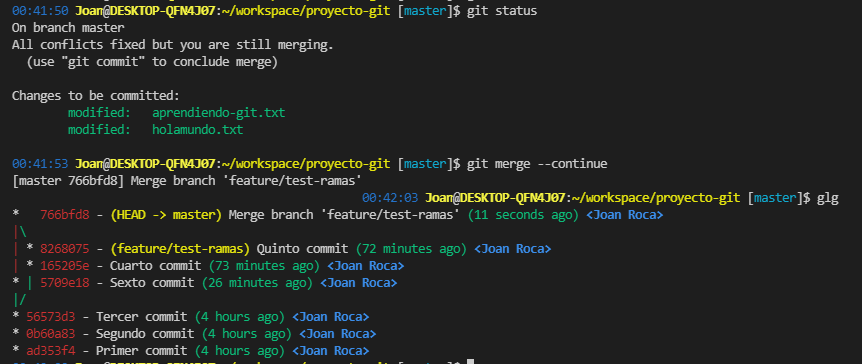 00:41:50 Joan@DESKTOP-QFN4J07:~/workspace/proyecto-git [master]$ git status
On branch master
All conflicts fixed but you are still merging.
  (use "git commit" to conclude merge)

Changes to be committed:
        modified:   aprendiendo-git.txt
        modified:   holamundo.txt

00:41:53 Joan@DESKTOP-QFN4J07:~/workspace/proyecto-git [master]$ git merge --continue
[master 766bfd8] Merge branch 'feature/test-ramas'
00:42:03 Joan@DESKTOP-QFN4J07:~/workspace/proyecto-git [master]$ glg
*   766bfd8 - (HEAD -> master) Merge branch 'feature/test-ramas' (11 seconds ago) <Joan Roca>
|\
| * 8268075 - (feature/test-ramas) Quinto commit (72 minutes ago) <Joan Roca>
| * 165205e - Cuarto commit (73 minutes ago) <Joan Roca>
* | 5709e18 - Sexto commit (26 minutes ago) <Joan Roca>
|/
* 56573d3 - Tercer commit (4 hours ago) <Joan Roca>
* 0b60a83 - Segundo commit (4 hours ago) <Joan Roca>
* ad353f4 - Primer commit (4 hours ago) <Joan Roca>